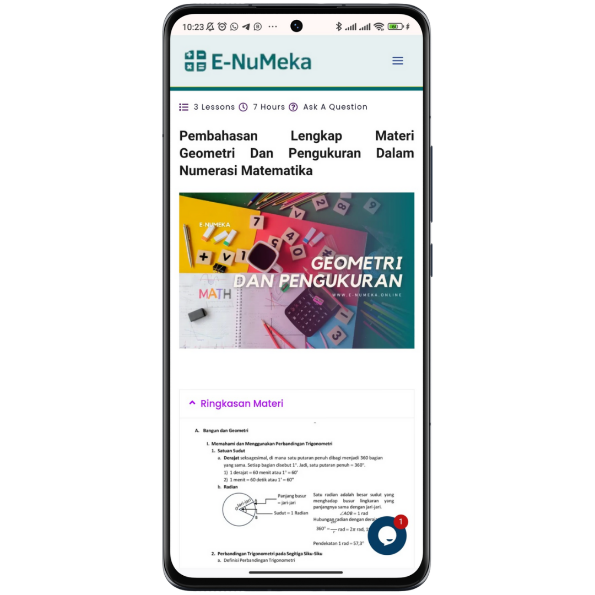 10:23
E-NuMeka
3 Lessons 7 Hours Ask A Question
Pembahasan Lengkap Materi
Geometri Dan Pengukuran Dalam
Numerasi Matematika
E-NUMEKA
GEOMETRI
DAN PENGUKURAN
MATH
WWW.E-NUMEKA.ONLINE
Ringkasan Materi
A. Bangun dan Geometri
I. Memahami dan Menggunakan Perbandingan Trigonometri
1. Satuan Sudut
a. Derajat seksagesimal, di mana satu putaran penuh dibagi menjadi 360 bagian
yang sama. Setiap bagian disebut 1°. Jadi, satu putaran penuh = 360°.
1) 1 derajat = 60 menit atau 1° = 60'
2) 1 menit = 60 detik atau 1' = 60"
b. Radian
Panjang busur
= jari-jari
Sudut = 1 Radian
Satu radian adalah besar sudut yang
menghadap busur lingkaran yang
panjangnya sama dengan jari-jari.
∠AOB = 1 rad
Hubungan radian dengan
360° = rad = 2π rad,
Pendekatan 1 rad = 57,3°
1
2. Perbandingan Trigonometri pada Segitiga Siku-Siku
a. Definisi Perbandingan Trigonometri